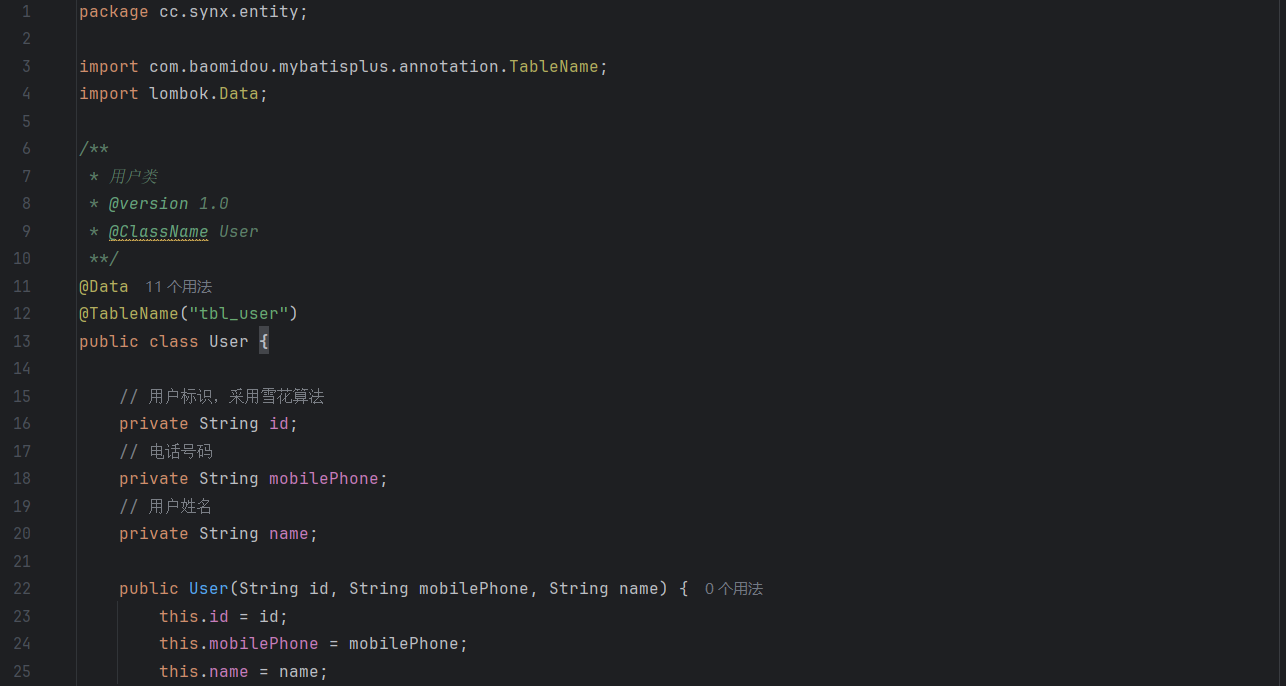 1 package cc.synx.entity;
2
3 import com.baomidou.mybatisplus.annotation.TableName;
4 import lombok.Data;
5
6 /**
7 * 用户类
8 * @version 1.0
9 * @ClassName User
10 **/
11 @Data 11 个用法
12 @TableName("tbl_user")
13 public class User {
14
15 // 用户标识，采用雪花算法
16 private String id;
17 // 电话号码
18 private String mobilePhone;
19 // 用户姓名
20 private String name;
21
22 public User(String id, String mobilePhone, String name) { 0 个用法
23 this.id = id;
24 this.mobilePhone = mobilePhone;
25 this.name = name;